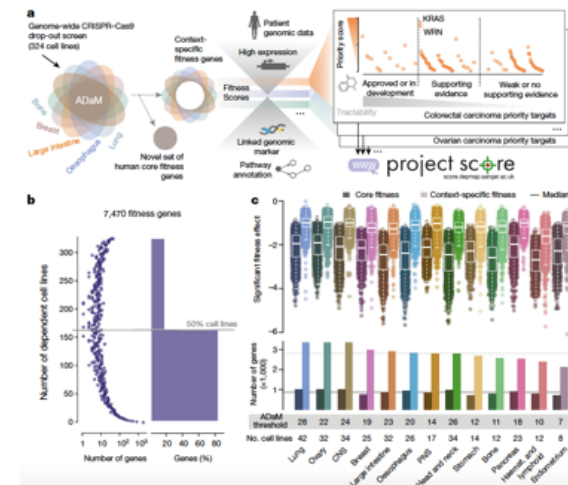 a
Genome-wide CRISPR–Cas9
drop-out screen
(324 cell lines)
ADaM
Bone
Breast
Large intestine
Oesophagus
Lung
Context-
specific
fitness genes
Novel set of
human core fitness
genes
Patient
genomic data
High expression
Fitness
Scores
Linked genomic
marker
Pathway
annotation
...
Priority score
KRAS
WRN
Approved or in
development
Supporting
evidence
Weak or no
supporting evidence
Tractability
...
Colorectal carcinoma priority targets
Ovarian carcinoma priority targets
...
www
project score
score.depmap.sanger.ac.uk
b
7,470 fitness genes
Number of dependent cell lines
300
250
200
150
100
50
0
50% cell lines
1
Number of genes
0 20 40 60 80
Genes (%)
c
Core fitness
Context-specific fitness
Median
Significant fitness effect
0
–2
–4
–6
Number of genes
(×1,000)
3
2
1
0
ADaM
threshold
28 22 24 19 23 20 14 26 14 11 18 10 7
No. cell lines
42 32 34 25 32 26 17 34 12 12 23 12 8
Lung
Ovary
CNS
Breast
Large intestine
Oesophagus
PNS
Head and neck
Stomach
Bone
Pancreas
Haemat. and
lymphoid
Endometrium